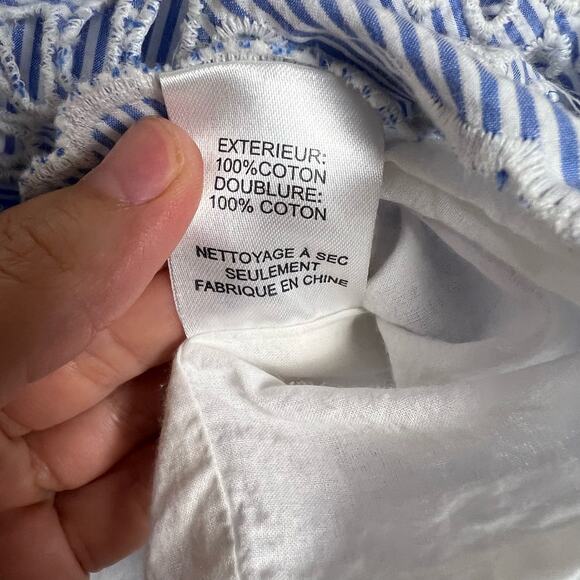 EXTERIEUR:
100%COTON
DOUBLURE:
100% COTON
NETTOYAGE À SEC
SEULEMENT
FABRIQUE EN CHINE